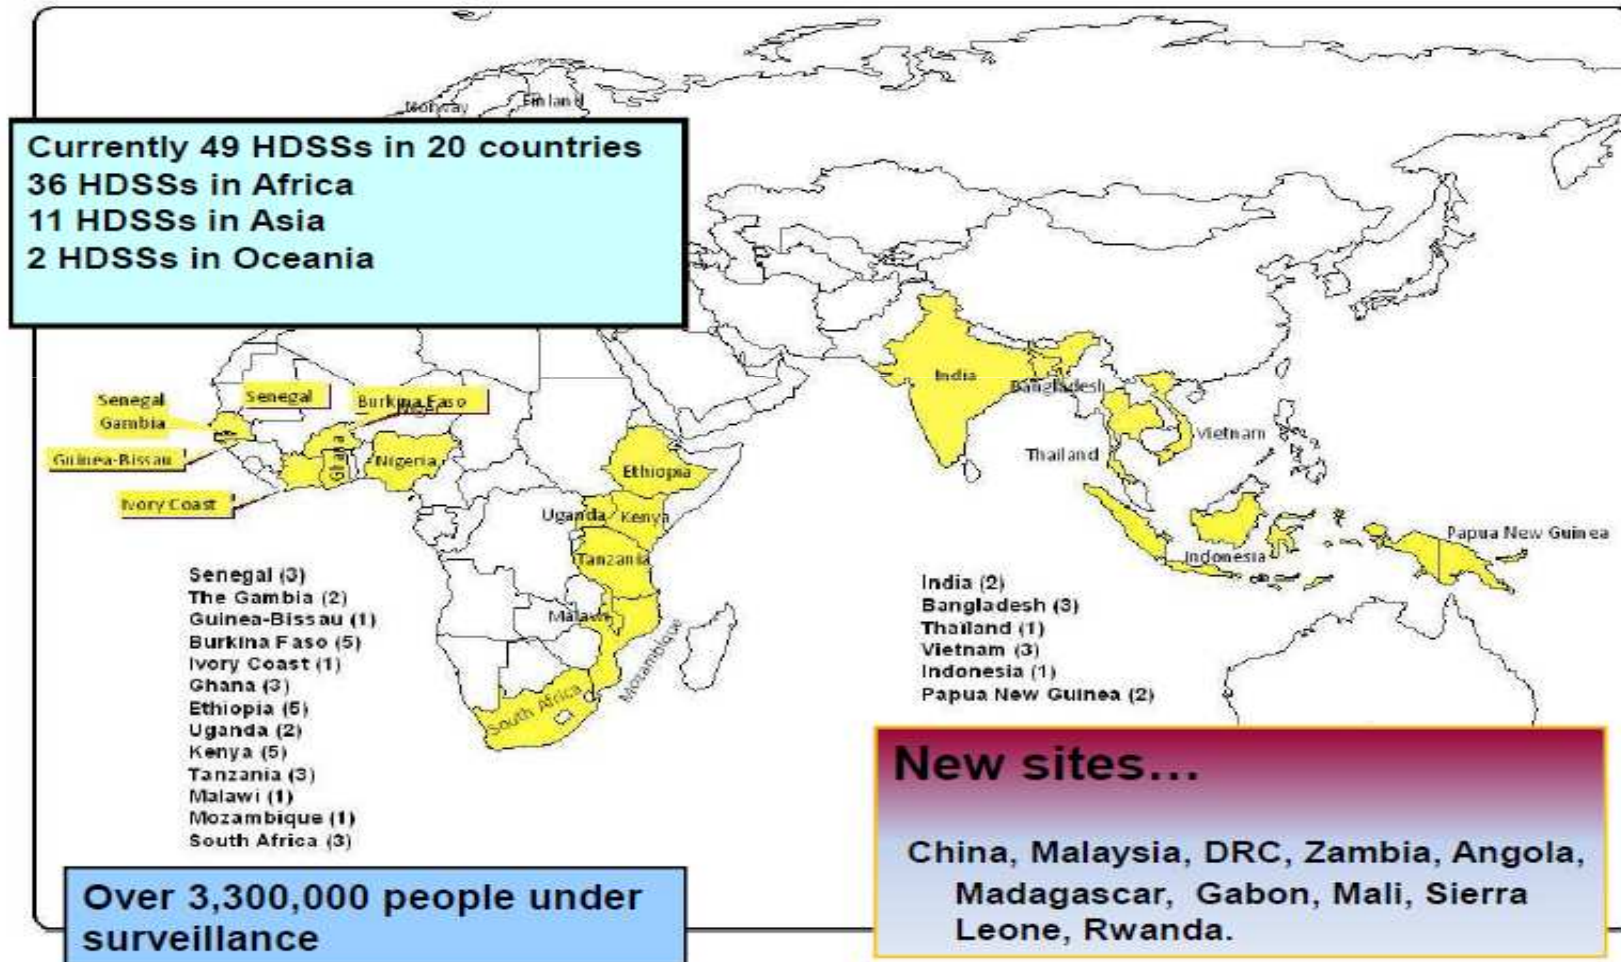 Norway
Finland
Currently 49 HDSSs in 20 countries
36 HDSSs in Africa
11 HDSSs in Asia
2 HDSSs in Oceania
Senegal
Gambia
Guinea-Bissau
Ivory Coast
Senegal
Burkina Faso
Ghana
Nigeria
Ethiopia
Uganda
Kenya
Tanzania
Malawi
Mozambique
South Africa
India
Bangladesh
Thailand
Vietnam
Indonesia
Papua New Guinea
Senegal (3)
The Gambia (2)
Guinea-Bissau (1)
Burkina Faso (5)
Ivory Coast (1)
Ghana (3)
Ethiopia (5)
Uganda (2)
Kenya (5)
Tanzania (3)
Malawi (1)
Mozambique (1)
South Africa (3)
India (2)
Bangladesh (3)
Thailand (1)
Vietnam (3)
Indonesia (1)
Papua New Guinea (2)
Over 3,300,000 people under
surveillance
New sites...
China, Malaysia, DRC, Zambia, Angola,
Madagascar, Gabon, Mali, Sierra
Leone, Rwanda.